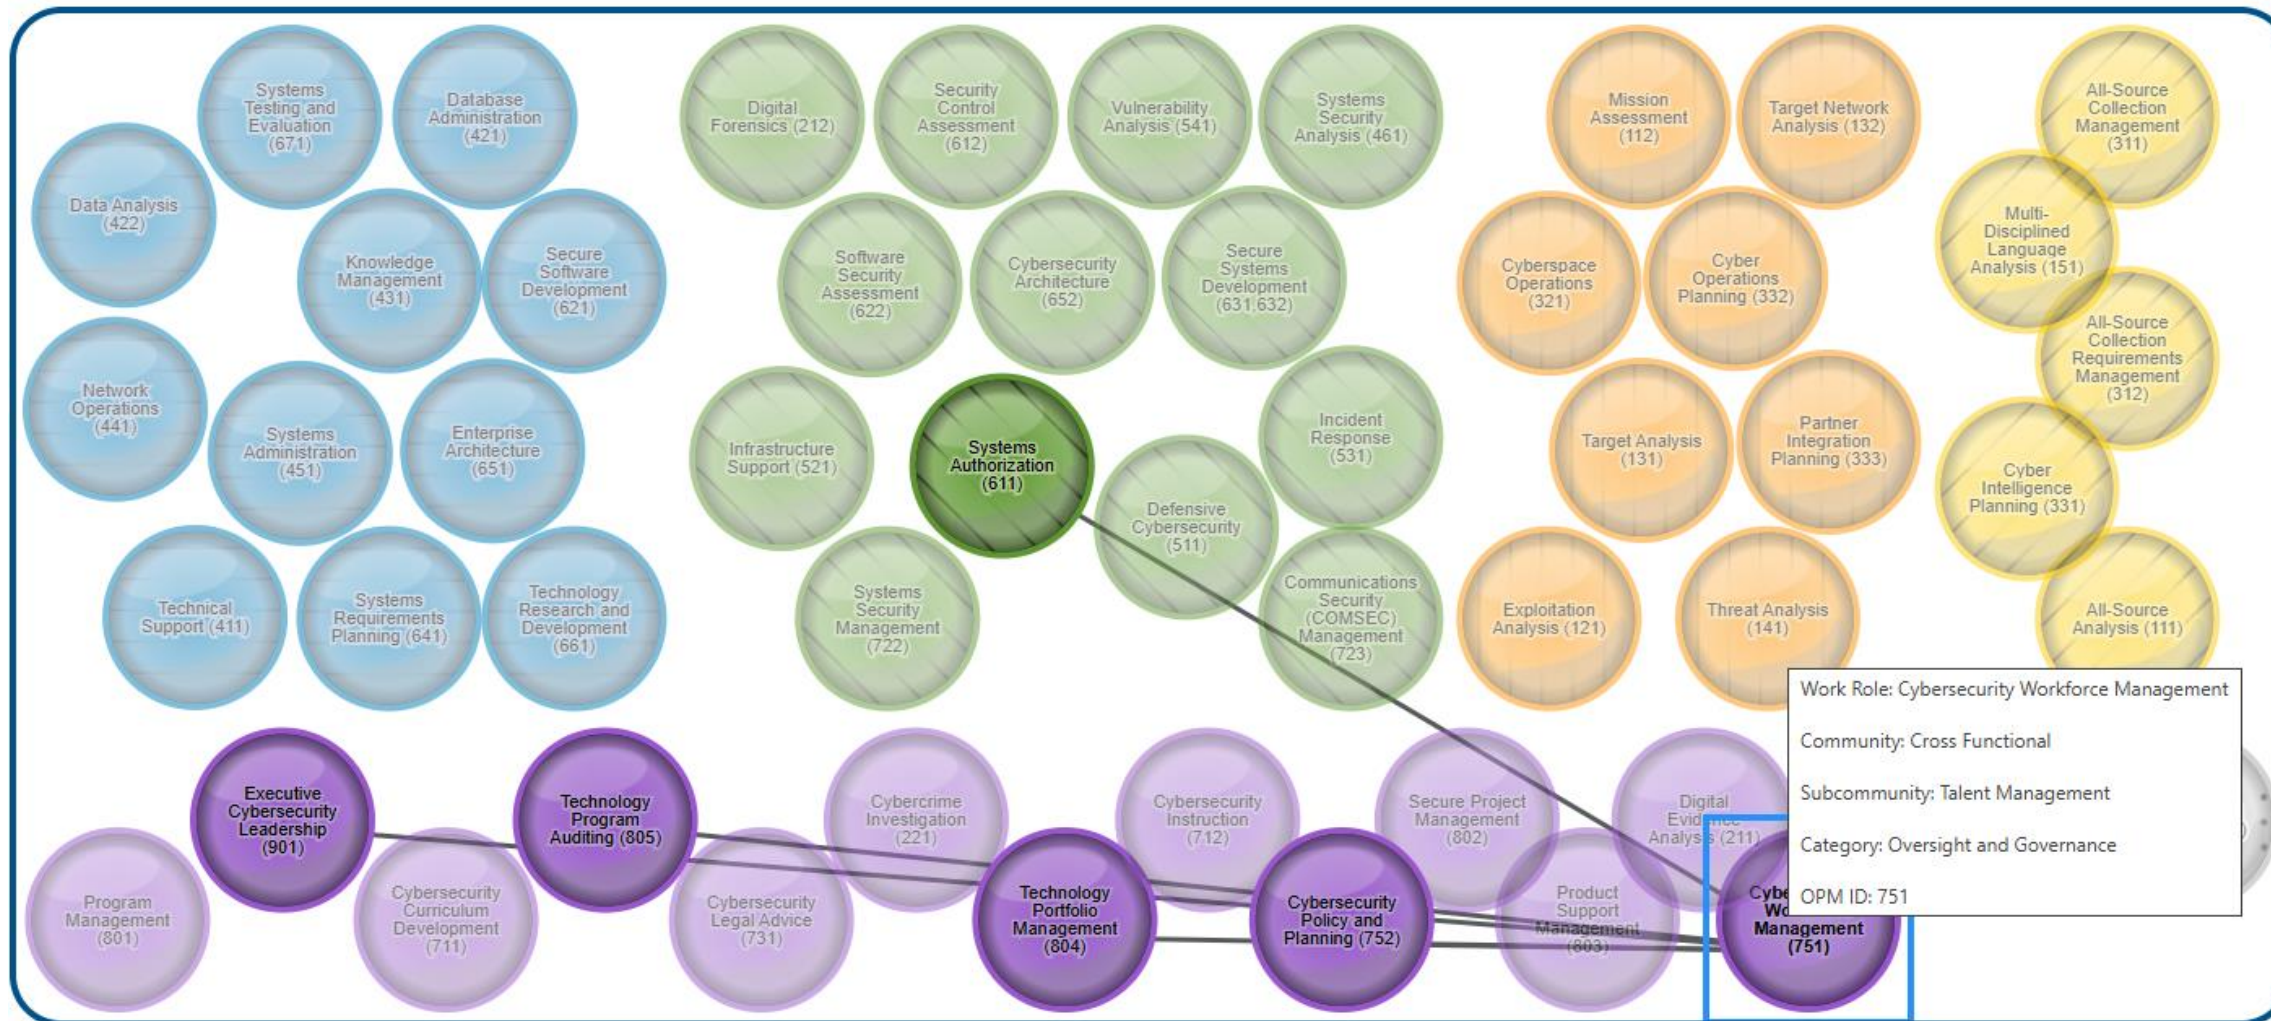 Systems
Testing and
Evaluation
(671)
Database
Administration
(421)
Data Analysis
(422)
Knowledge
Management
(431)
Secure
Software
Development
(621)
Network
Operations
(441)
Systems
Administration
(451)
Enterprise
Architecture
(651)
Technical
Support (411)
Systems
Requirements
Planning (641)
Technology
Research and
Development
(661)
Digital
Forensics (212)
Security
Control
Assessment
(612)
Vulnerability
Analysis (541)
Systems
Security
Analysis (461)
Software
Security
Assessment
(622)
Cybersecurity
Architecture
(652)
Secure
Systems
Development
(631,632)
Infrastructure
Support (521)
Systems
Authorization
(611)
Incident
Response
(531)
Defensive
Cybersecurity
(511)
Systems
Security
Management
(722)
Communications
Security
(COMSEC)
Management
(723)
Mission
Assessment
(112)
Target Network
Analysis (132)
Cyberspace
Operations
(321)
Cyber
Operations
Planning (332)
Target Analysis
(131)
Partner
Integration
Planning (333)
Exploitation
Analysis (121)
Threat Analysis
(141)
All-Source
Collection
Management
(311)
Multi-
Disciplined
Language
Analysis (151)
All-Source
Collection
Requirements
Management
(312)
Cyber
Intelligence
Planning (331)
All-Source
Analysis (111)
Executive
Cybersecurity
Leadership
(901)
Technology
Program
Auditing (805)
Cybercrime
Investigation
(221)
Cybersecurity
Instruction
(712)
Secure Project
Management
(802)
Digital
Evidence
Analysis (211)
Program
Management
(801)
Cybersecurity
Curriculum
Development
(711)
Cybersecurity
Legal Advice
(731)
Technology
Portfolio
Management
(804)
Cybersecurity
Policy and
Planning (752)
Product
Support
Management
(803)
Management
(751)
Work Role: Cybersecurity Workforce Management
Community: Cross Functional
Subcommunity: Talent Management
Category: Oversight and Governance
OPM ID: 751